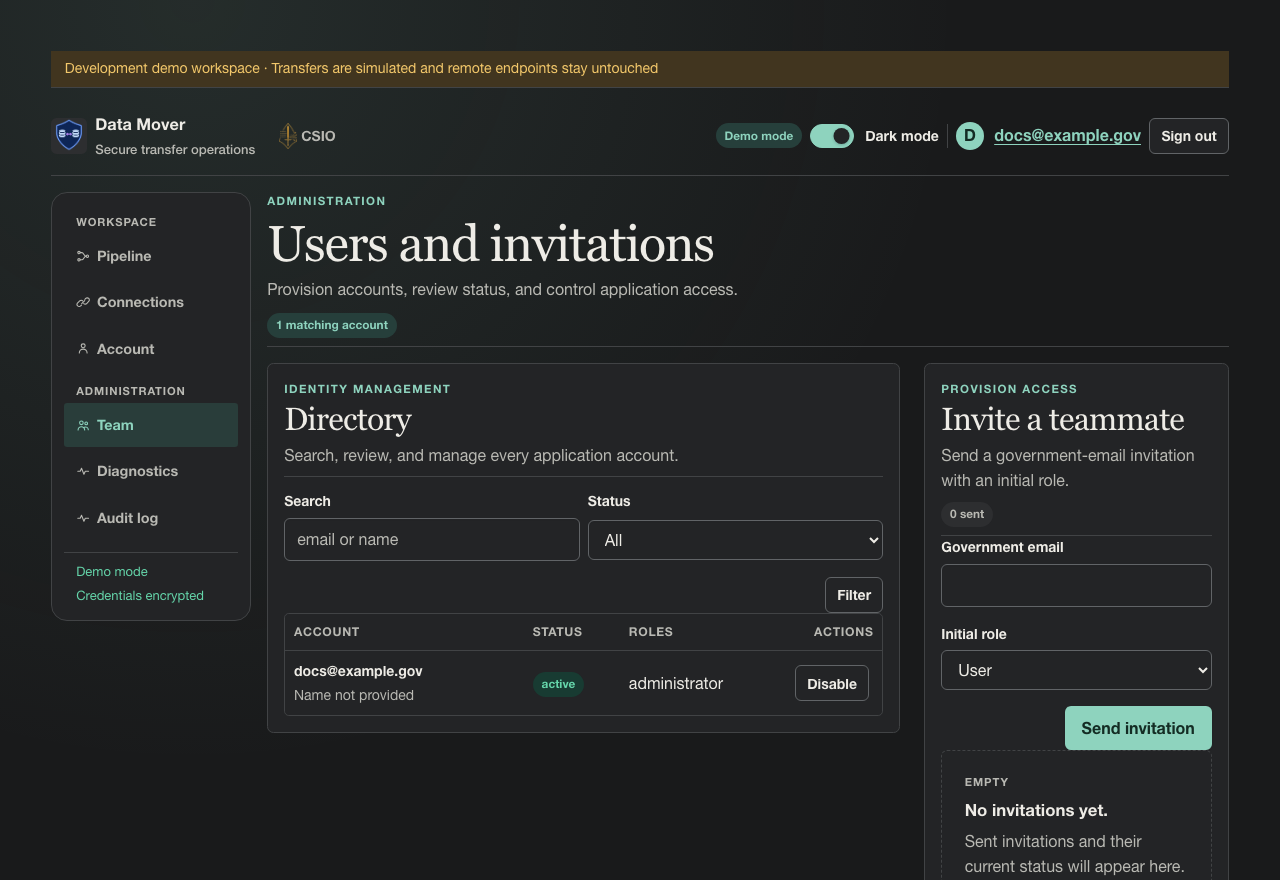 Development demo workspace · Transfers are simulated and remote endpoints stay untouched
Data Mover
Secure transfer operations
CSIO
Demo mode
Dark mode
D
docs@example.gov
Sign out
WORKSPACE
Pipeline
Connections
Account
ADMINISTRATION
Team
Diagnostics
Audit log
Demo mode
Credentials encrypted
ADMINISTRATION
Users and invitations
Provision accounts, review status, and control application access.
1 matching account
IDENTITY MANAGEMENT
Directory
Search, review, and manage every application account.
Search
Status
email or name
All
Filter
ACCOUNT STATUS ROLES ACTIONS
docs@example.gov
Name not provided
active
administrator
Disable
PROVISION ACCESS
Invite a teammate
Send a government-email invitation
with an initial role.
0 sent
Government email
Initial role
User
Send invitation
EMPTY
No invitations yet.
Sent invitations and their
current status will appear here.